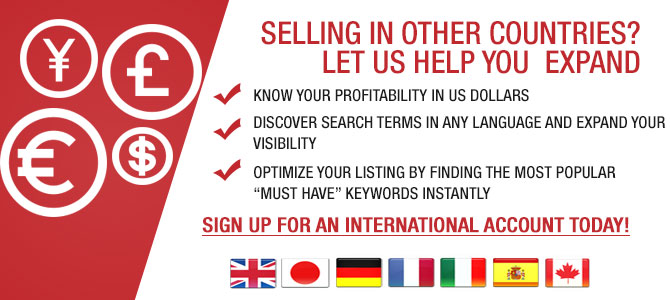 SELLING IN OTHER COUNTRIES?
LET US HELP YOU EXPAND
KNOW YOUR PROFITABILITY IN US DOLLARS
DISCOVER SEARCH TERMS IN ANY LANGUAGE AND EXPAND YOUR
VISIBILITY
OPTIMIZE YOUR LISTING BY FINDING THE MOST POPULAR
“MUST HAVE” KEYWORDS INSTANTLY
SIGN UP FOR AN INTERNATIONAL ACCOUNT TODAY!
¥
£
€
$